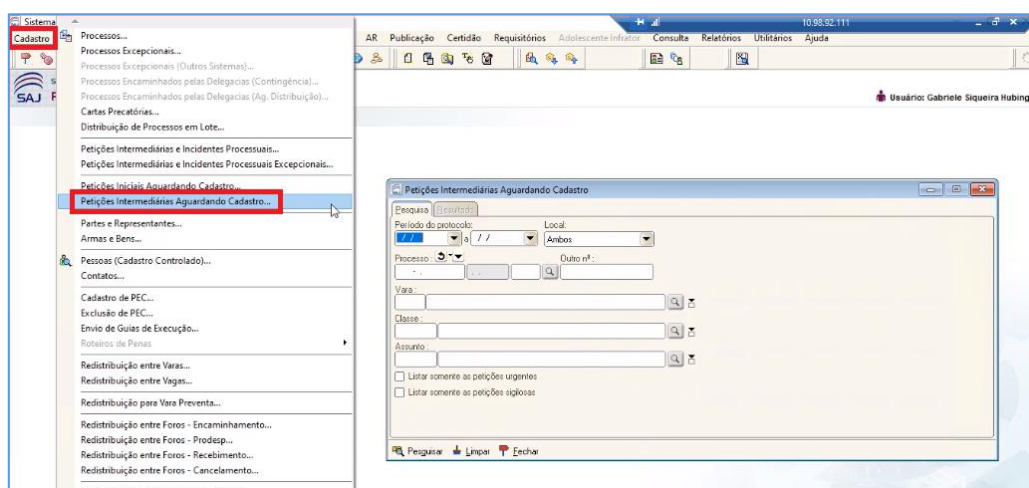 Sistema
10.98.92.111
Cadastro
AR Publicação Certidão Requisitórios Adolescente Infrator Consulta Relatórios Utilitários Ajuda
SAJ
Usuário: Gabriele Siqueira Hubing
Processos...
Processos Excepcionais...
Processos Excepcionais (Outros Sistemas)...
Processos Encaminhados pelas Delegacias (Contingência)...
Processos Encaminhados pelas Delegacias (Ag. Distribuição)...
Cartas Precatórias...
Distribuição de Processos em Lote...
Petições Intermediárias e Incidentes Processuais...
Petições Intermediárias e Incidentes Processuais Excepcionais...
Petições Iniciais Aguardando Cadastro...
Petições Intermediárias Aguardando Cadastro...
Partes e Representantes...
Armas e Bens...
Pessoas (Cadastro Controlado)...
Contatos...
Cadastro de PEC...
Exclusão de PEC...
Envio de Guias de Execução...
Roteiros de Penas
Redistribuição entre Varas...
Redistribuição entre Vagas...
Redistribuição para Vara Preventa...
Redistribuição entre Foros - Encaminhamento...
Redistribuição entre Foros - Prodesp...
Redistribuição entre Foros - Recebimento...
Redistribuição entre Foros - Cancelamento...
Petições Intermediárias Aguardando Cadastro
Pesquisa Resultado
Período do protocolo: Local:
/ / a / / Ambos
Processo: Outro nº :
- . . .
Vara :
Classe :
Assunto :
Listar somente as petições urgentes
Listar somente as petições sigilosas
Pesquisar Limpar Fechar